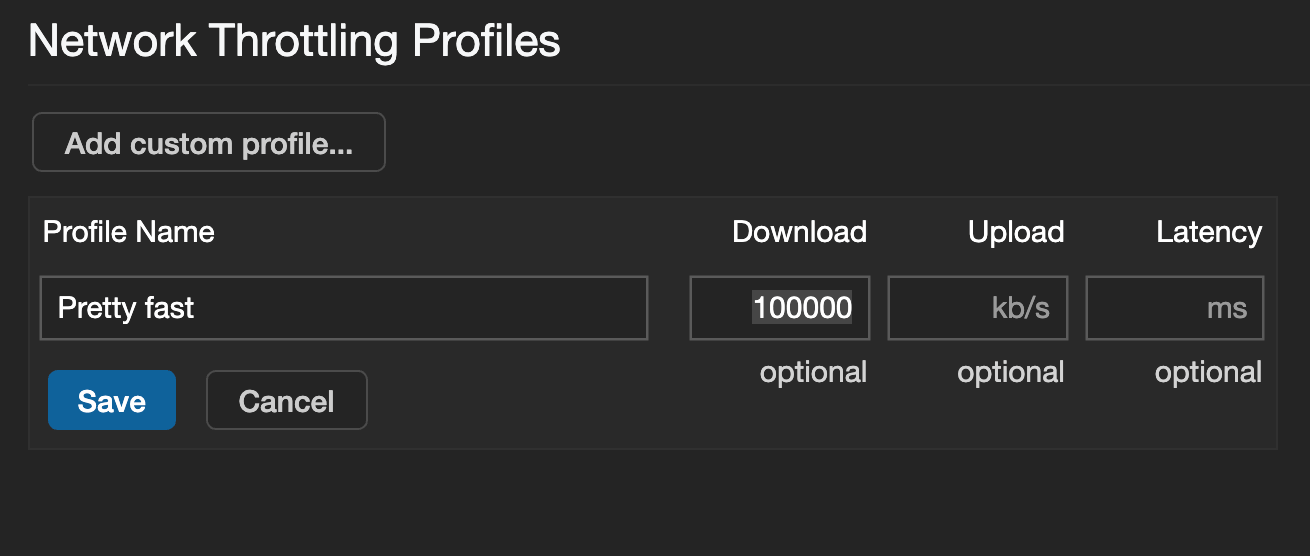 Network Throttling Profiles
Add custom profile...
Profile Name Download Upload Latency
Pretty fast 100000 kb/s ms
optional optional optional
Save Cancel